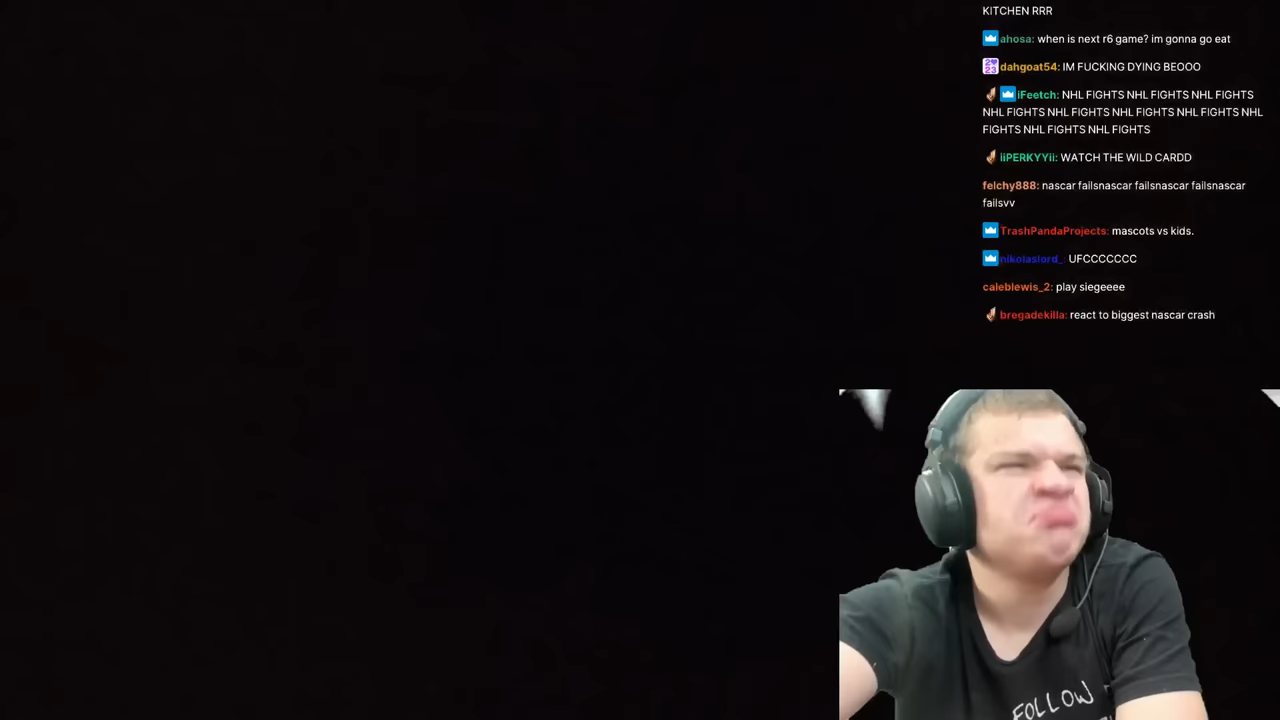 KITCHEN RRR
ahosa: when is next r6 game? im gonna go eat
dahgoat54: IM FUCKING DYING BEOOO
iFeetch: NHL FIGHTS NHL FIGHTS NHL FIGHTS
NHL FIGHTS NHL FIGHTS NHL FIGHTS NHL FIGHTS NHL
FIGHTS NHL FIGHTS NHL FIGHTS
iiPERKYYii: WATCH THE WILD CARDD
felchy888: nascar failsnascar failsnascar failsnascar
failsvv
TrashPandaProjects: mascots vs kids.
nikolaslord_: UFCCCCCCC
caleblewis_2: play siegeeee
bregadekilla: react to biggest nascar crash
FOLLOW